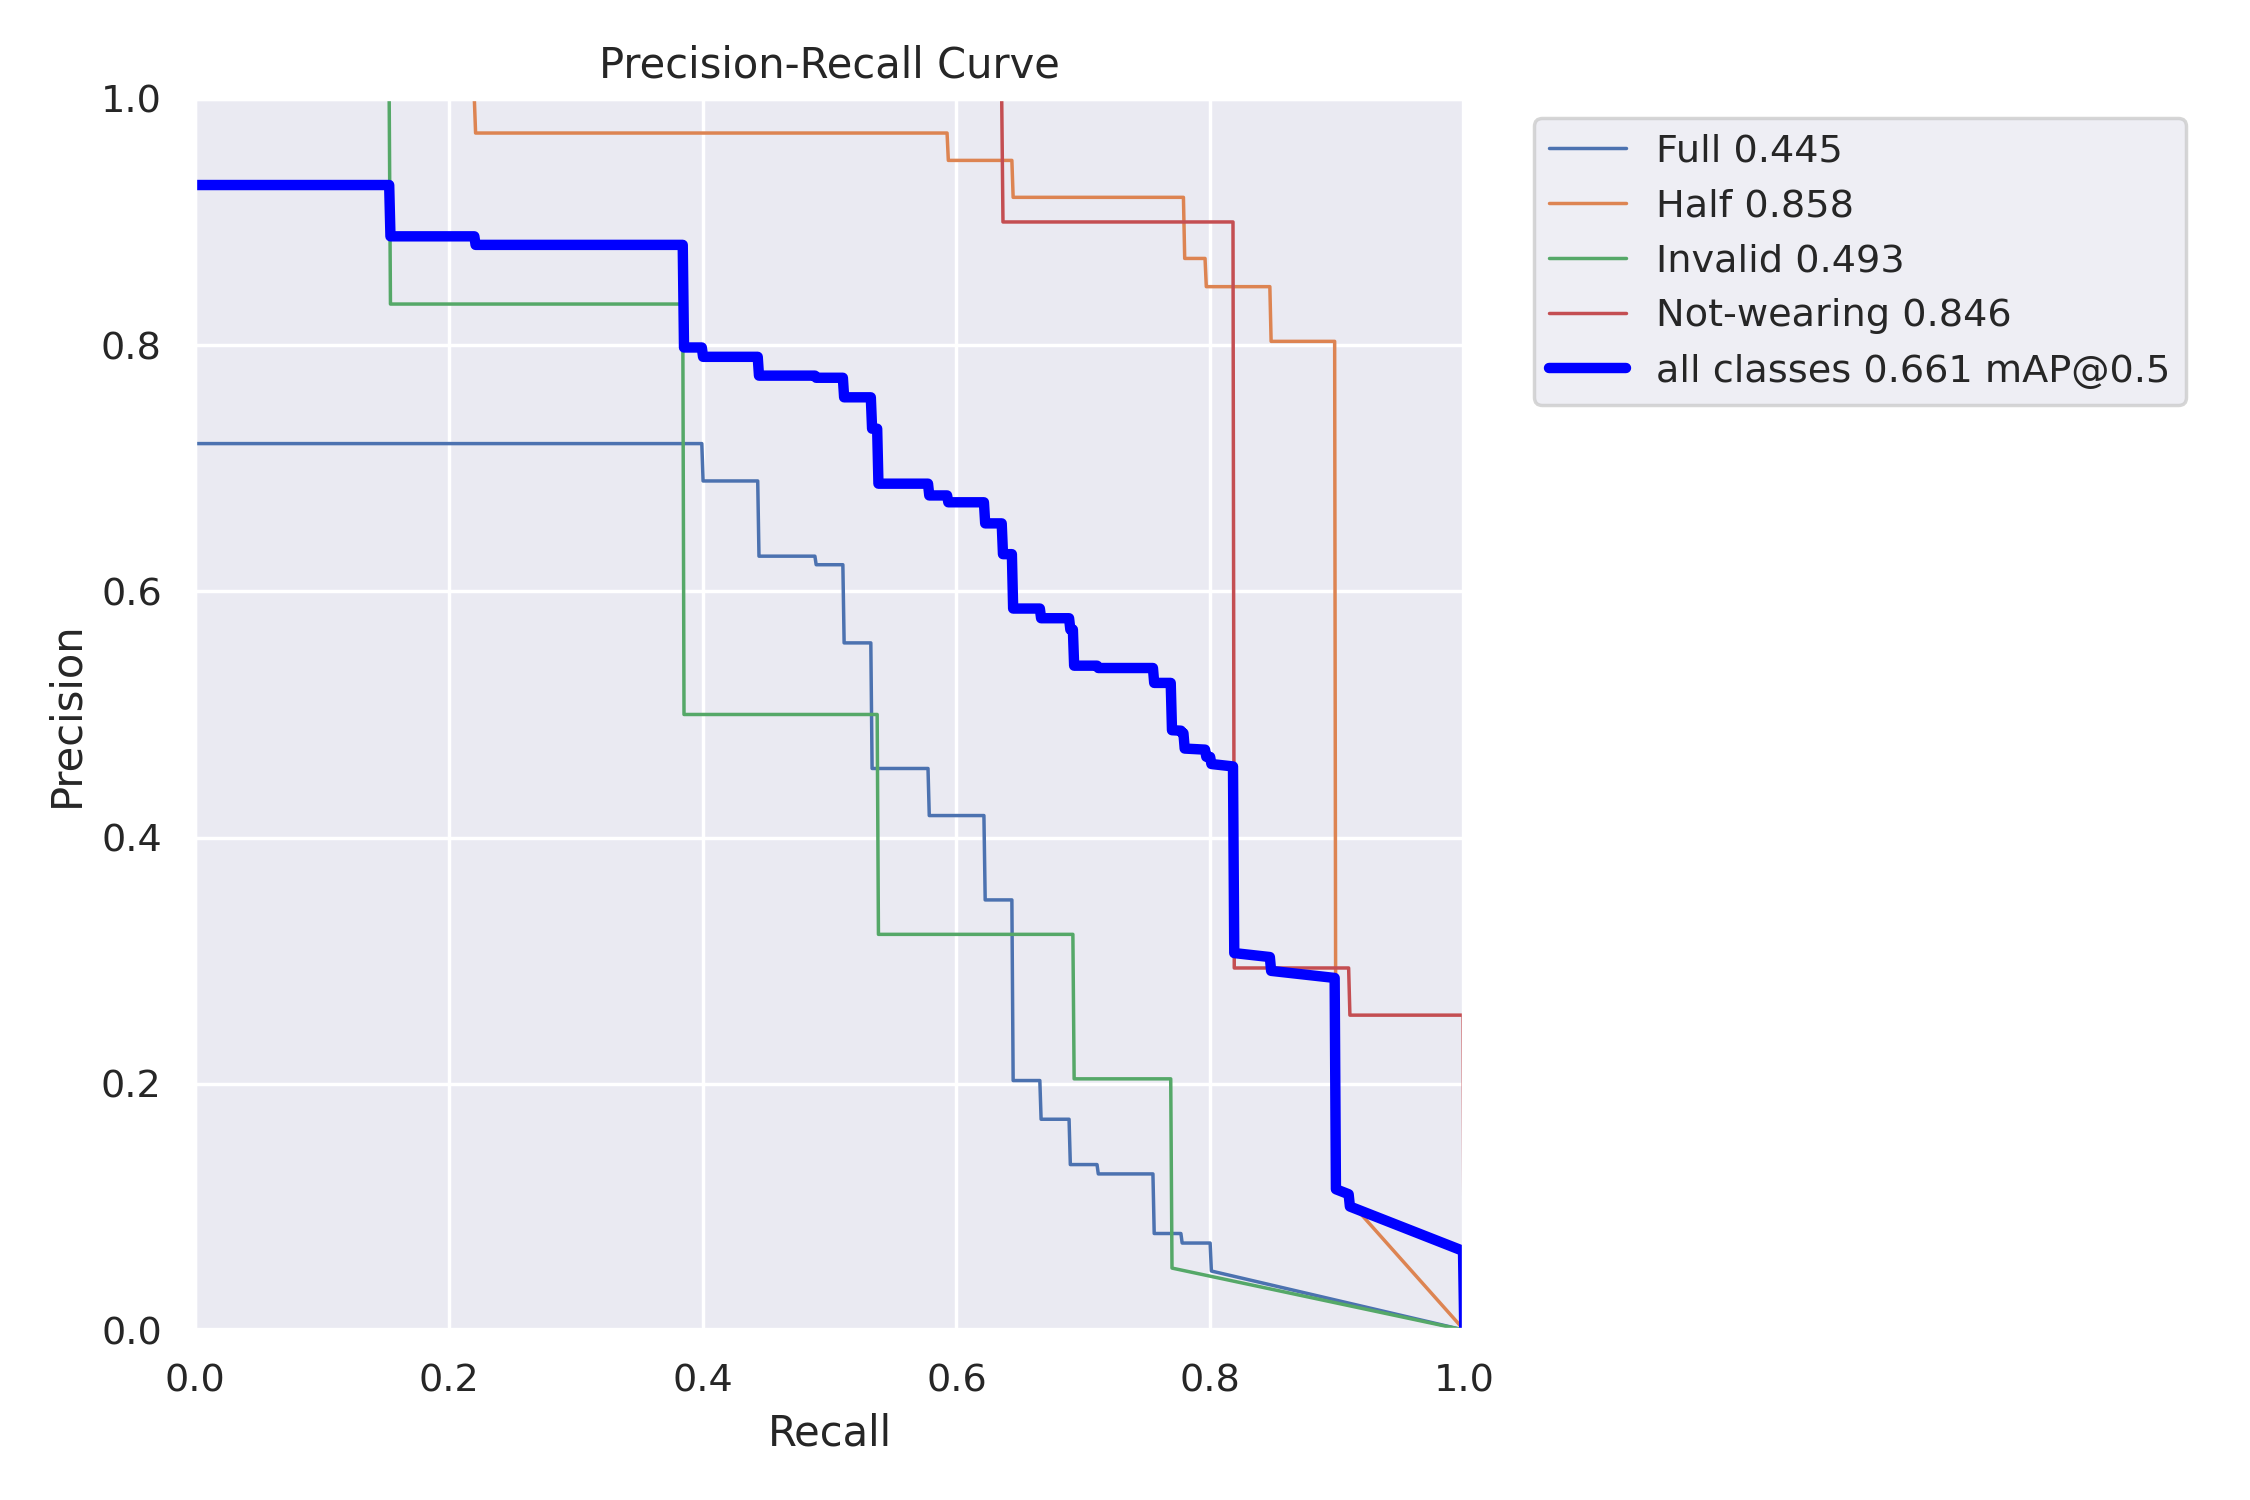 Precision-Recall Curve
1.0
0.8
0.6
0.4
0.2
0.0
Precision
0.0 0.2 0.4 0.6 0.8 1.0
Recall
Full 0.445
Half 0.858
Invalid 0.493
Not-wearing 0.846
all classes 0.661 mAP@0.5